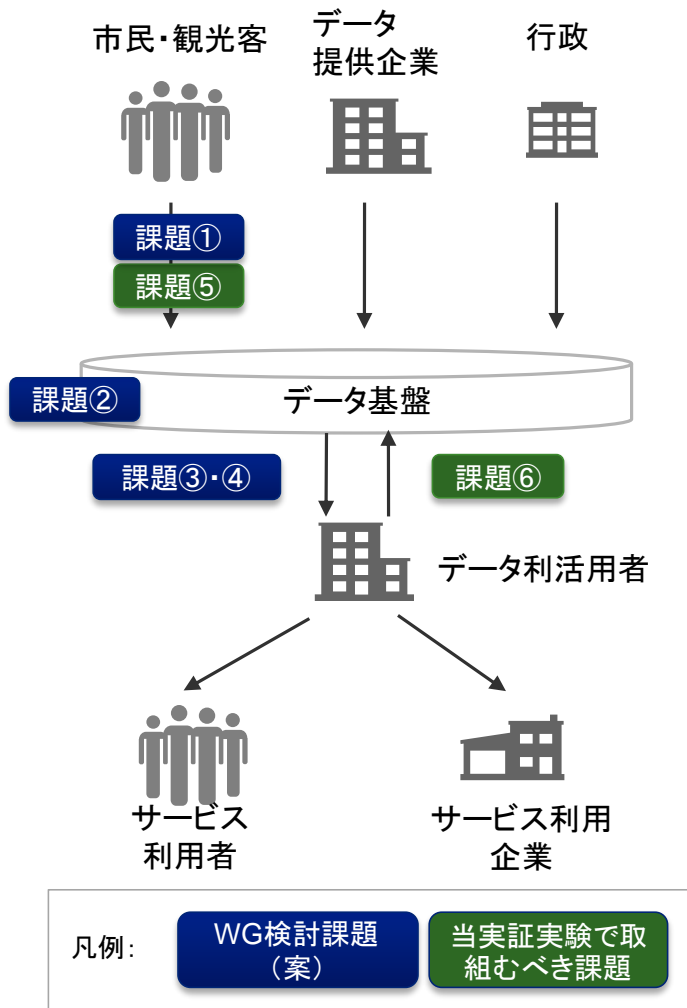 市民・観光客
データ
提供企業
行政
課題①
課題⑤
データ基盤
課題②
課題③・④
課題⑥
データ利活用者
サービス
利用者
サービス利用
企業
凡例:
WG検討課題
（案）
当実証実験で取
組むべき課題